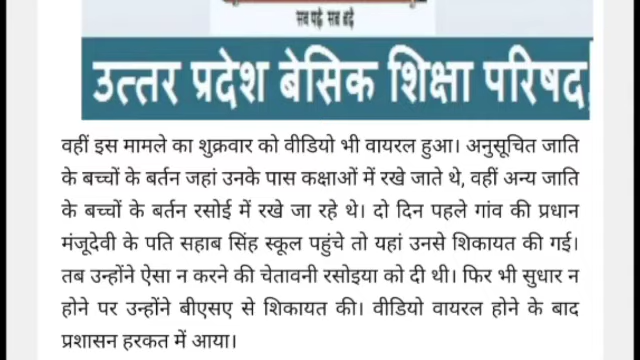 सब पढ़ें सब बढ़ें
उत्तर प्रदेश बेसिक शिक्षा परिषद
वहीं इस मामले का शुक्रवार को वीडियो भी वायरल हुआ। अनुसूचित जाति
के बच्चों के बर्तन जहां उनके पास कक्षाओं में रखे जाते थे, वहीं अन्य जाति
के बच्चों के बर्तन रसोई में रखे जा रहे थे। दो दिन पहले गांव की प्रधान
मंजूदेवी के पति सहाब सिंह स्कूल पहुंचे तो यहां उनसे शिकायत की गई।
तब उन्होंने ऐसा न करने की चेतावनी रसोइया को दी थी। फिर भी सुधार न
होने पर उन्होंने बीएसए से शिकायत की। वीडियो वायरल होने के बाद
प्रशासन हरकत में आया।